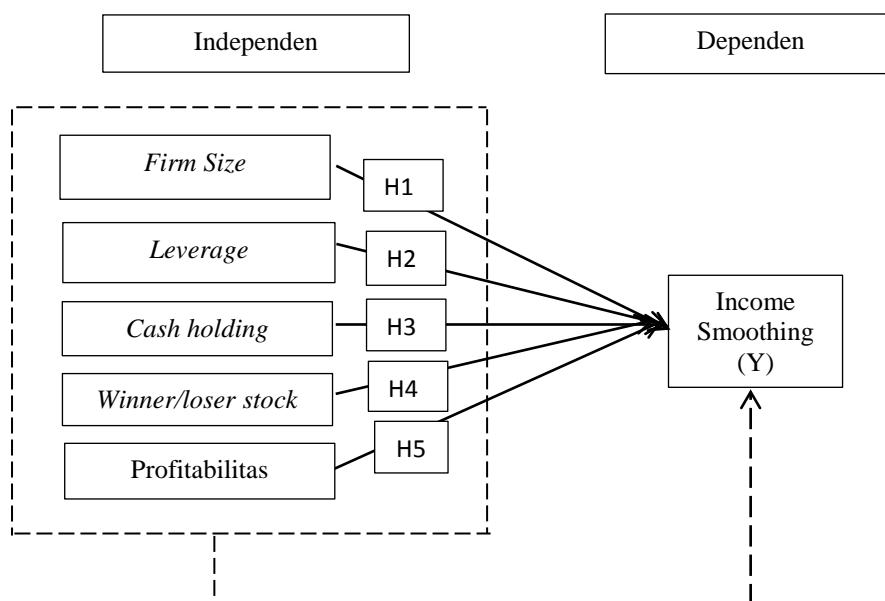 Independen
Dependen
Firm Size
H1
Leverage
H2
Cash holding
H3
Winner/loser stock
H4
Profitabilitas
H5
Income
Smoothing
(Y)